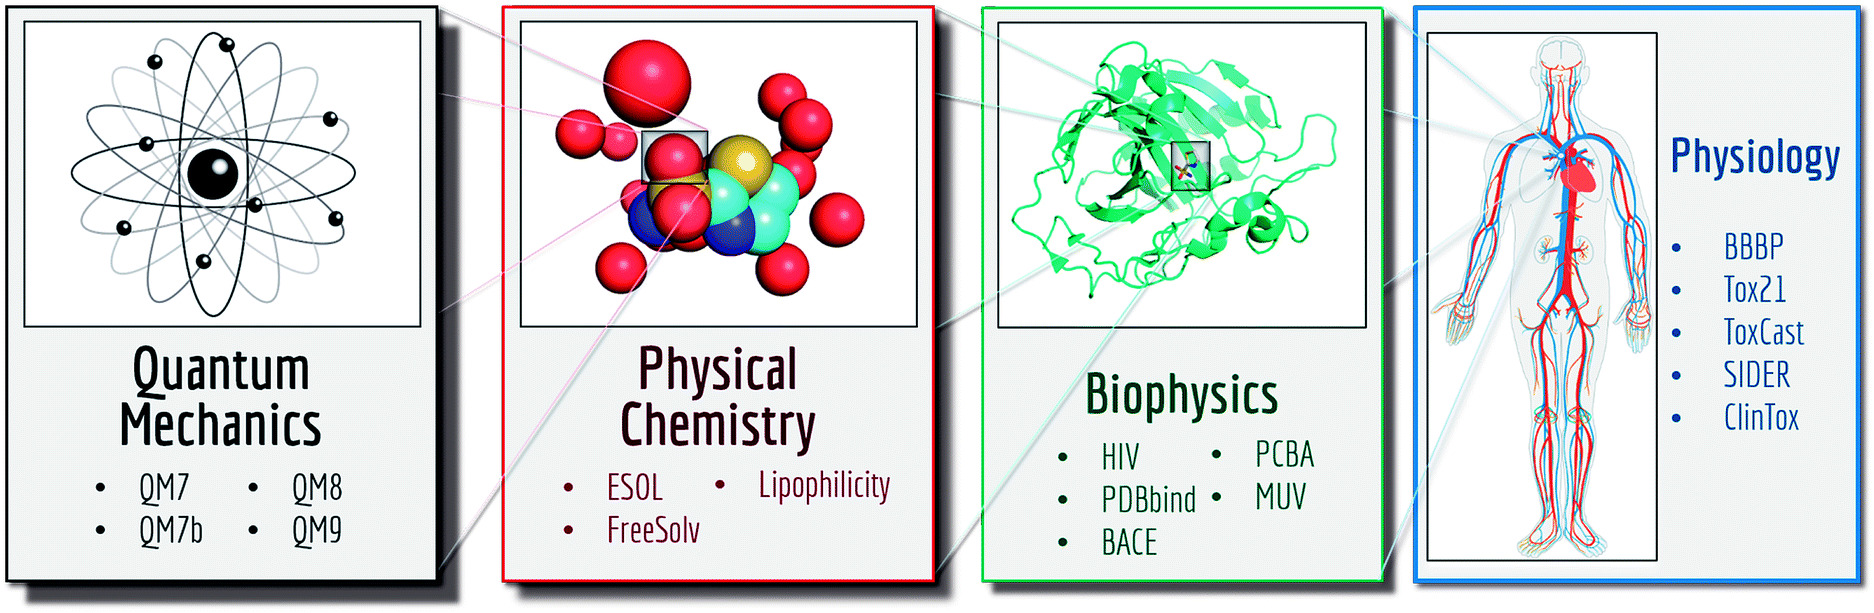 Quantum
Mechanics
QM7
QM8
QM7b
QM9
Physical
Chemistry
ESOL
Lipophilicity
FreeSolv
Biophysics
HIV
PCBA
PDBbind
MUV
BACE
Physiology
BBBP
Tox21
ToxCast
SIDER
ClinTox